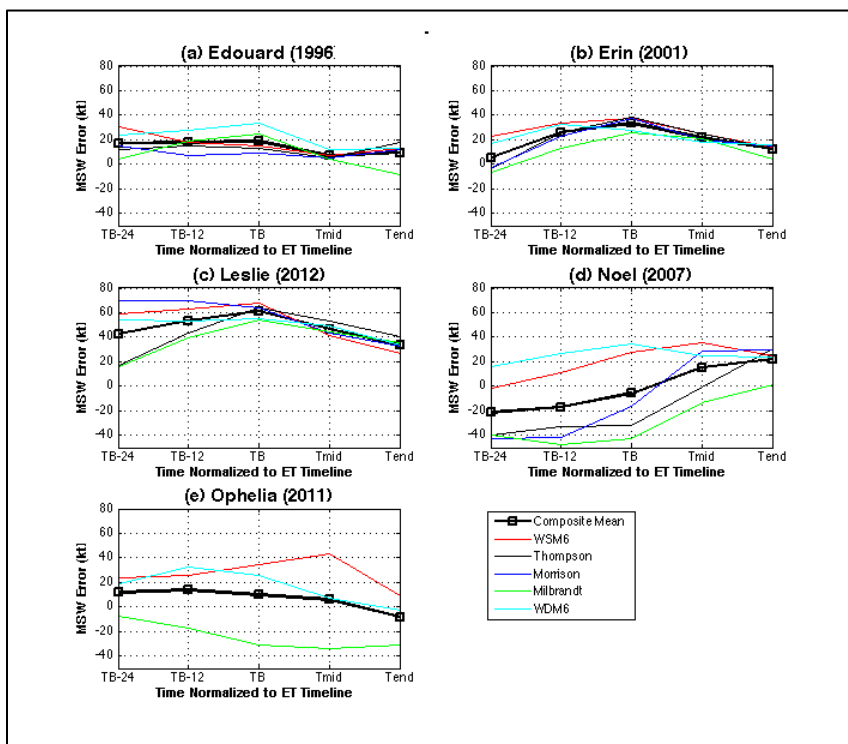 (a) Edouard (1996
80
60
40
20
0
-20
-40
MSW Error (kt)
TB-24 TB-12 TB Tmid Tend
Time Normalized to ET Timeline
(b) Erin (2001)
80
60
40
20
0
-20
-40
MSW Error (kt)
TB-24 TB-12 TB Tmid Tend
Time Normalized to ET Timeline
(c) Leslie (2012)
80
60
40
20
0
-20
-40
MSW Error (kt)
TB-24 TB-12 TB Tmid Tend
Time Normalized to ET Timeline
(d) Noel (2007)
80
60
40
20
0
-20
-40
MSW Error (kt)
TB-24 TB-12 TB Tmid Tend
Time Normalized to ET Timeline
(e) Ophelia (2011)
80
60
40
20
0
-20
-40
MSW Error (kt)
TB-24 TB-12 TB Tmid Tend
Time Normalized to ET Timeline
Composite Mean
WSM6
Thompson
Morrison
Milbrandt
WDM6